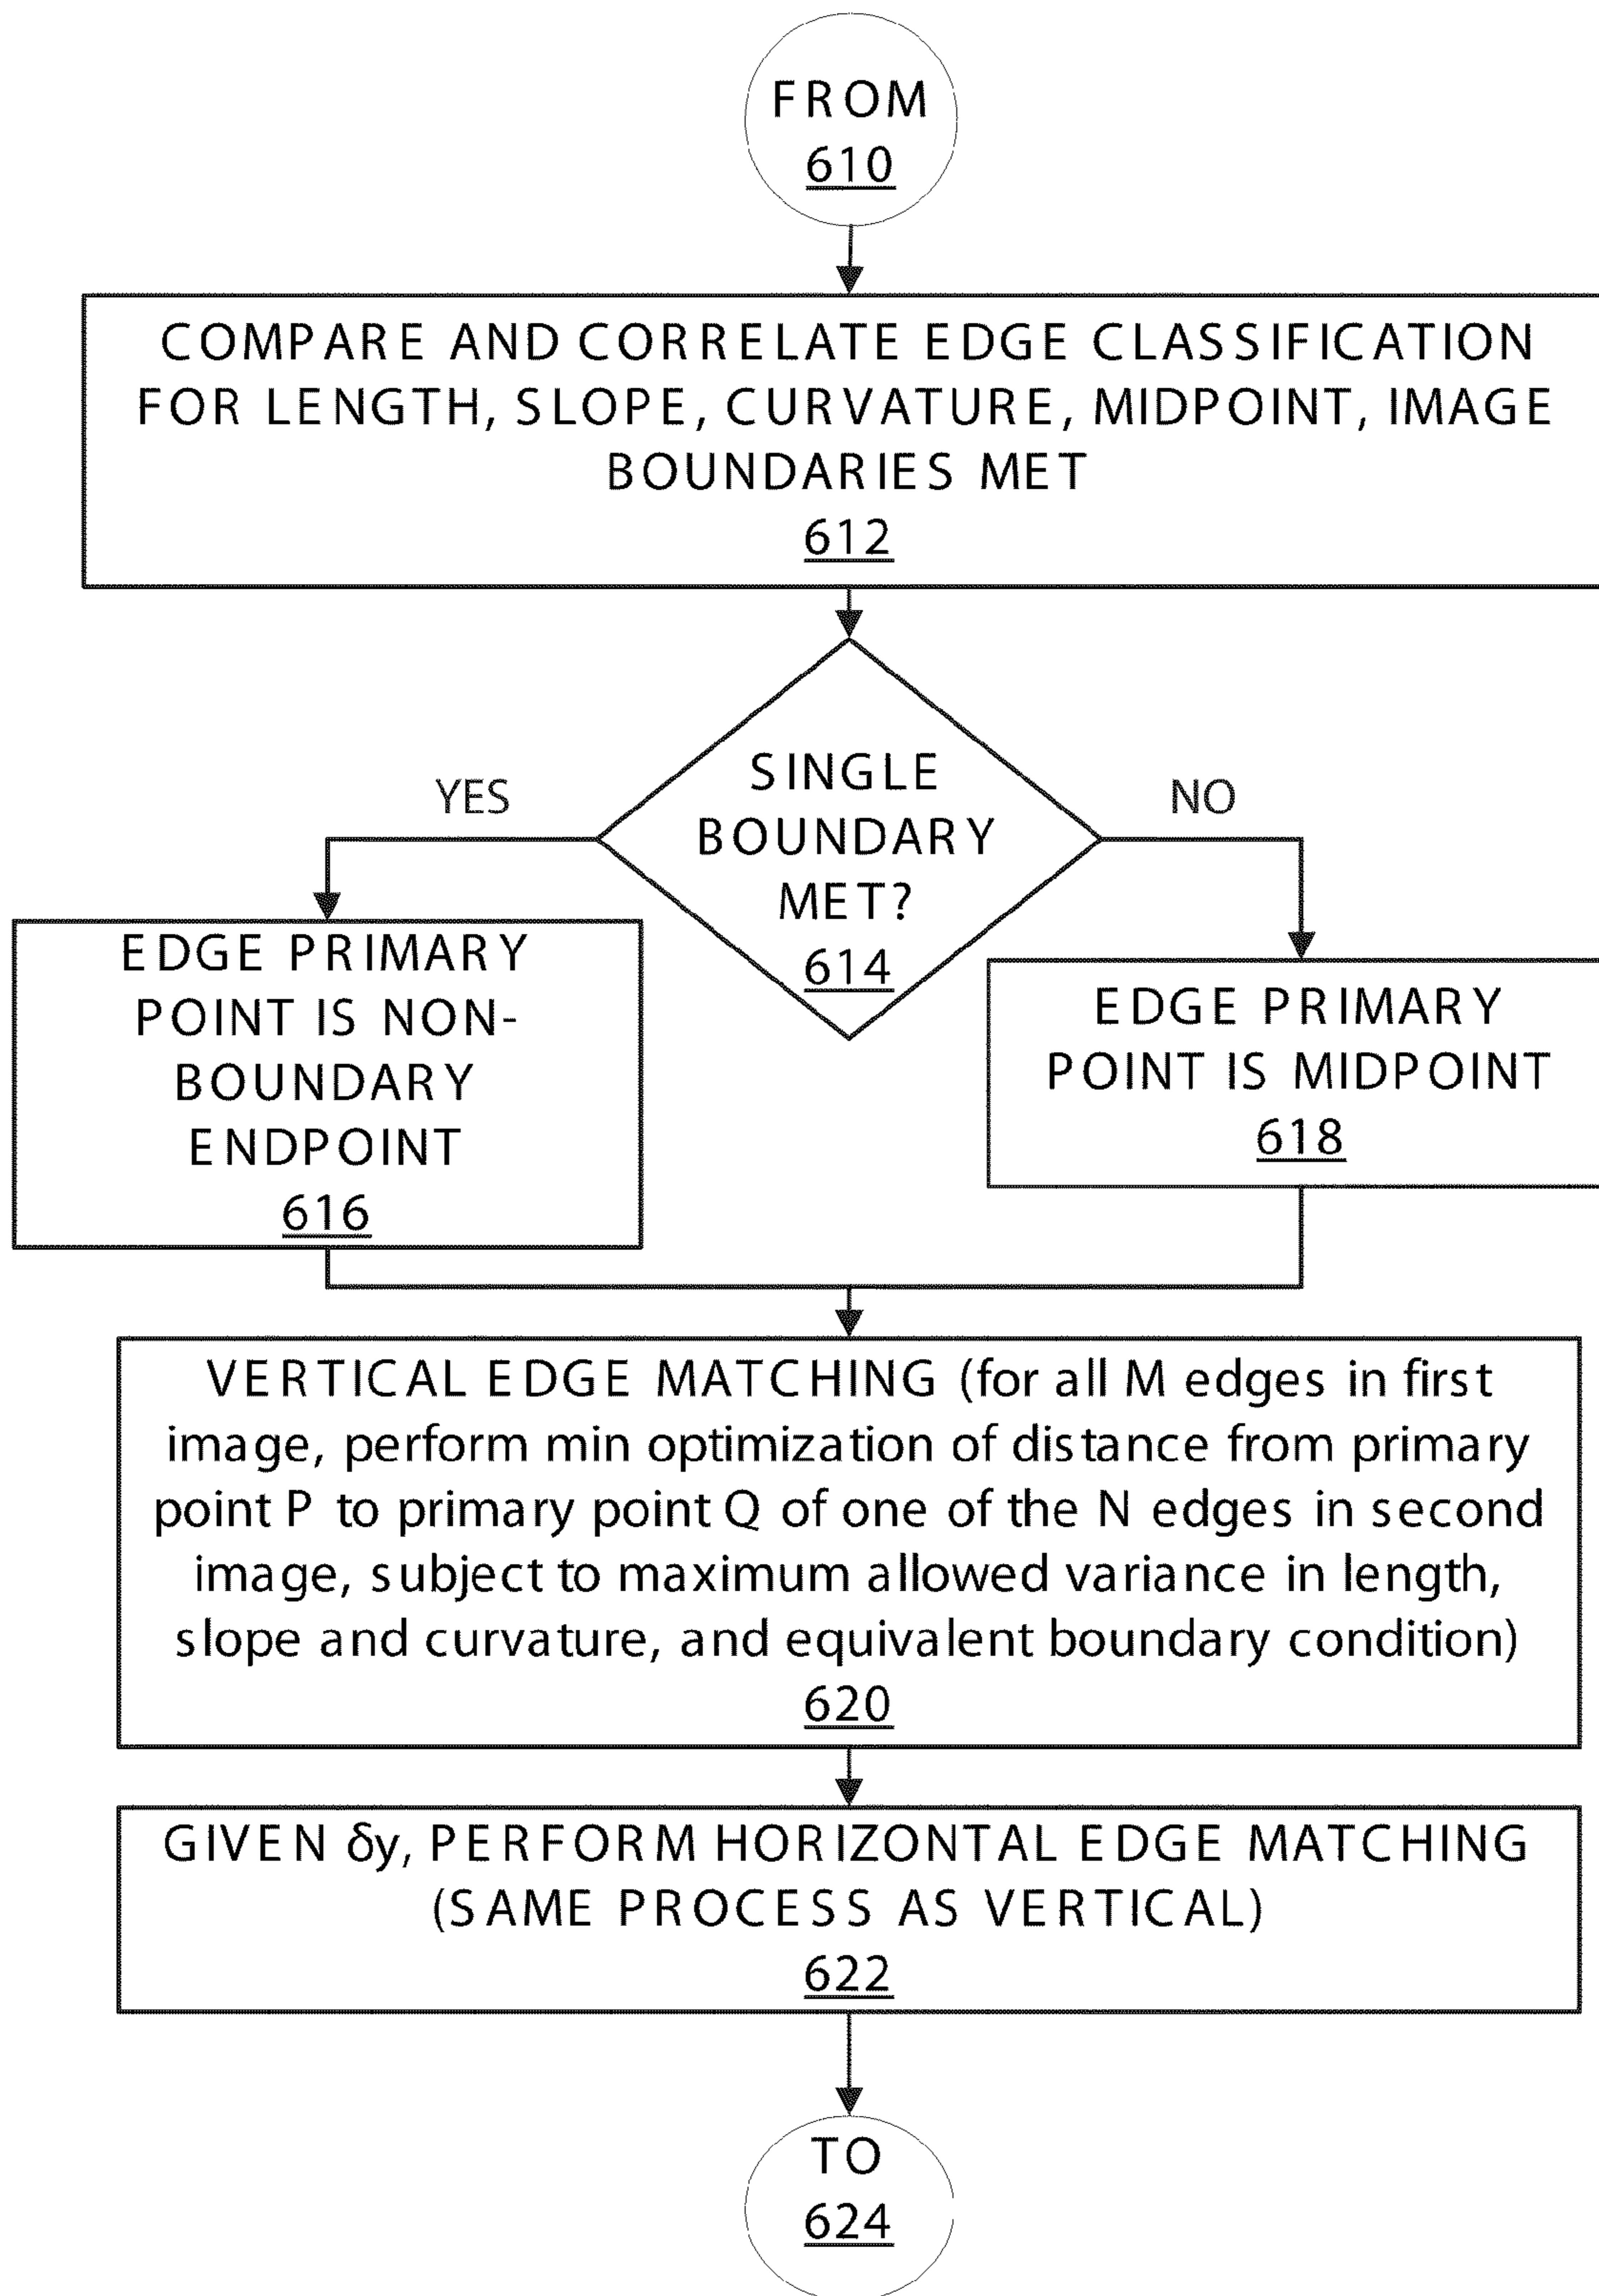 FROM
610
COMPARE AND CORRELATE EDGE CLASSIFICATION
FOR LENGTH, SLOPE, CURVATURE, MIDPOINT, IMAGE
BOUNDARIES MET
612
SINGLE
BOUNDARY
MET?
614
YES
NO
EDGE PRIMARY
POINT IS NON-
BOUNDARY
ENDPOINT
616
EDGE PRIMARY
POINT IS MIDPOINT
618
VERTICAL EDGE MATCHING (for all M edges in first
image, perform min optimization of distance from primary
point P to primary point Q of one of the N edges in second
image, subject to maximum allowed variance in length,
slope and curvature, and equivalent boundary condition)
620
GIVEN δy, PERFORM HORIZONTAL EDGE MATCHING
(SAME PROCESS AS VERTICAL)
622
TO
624